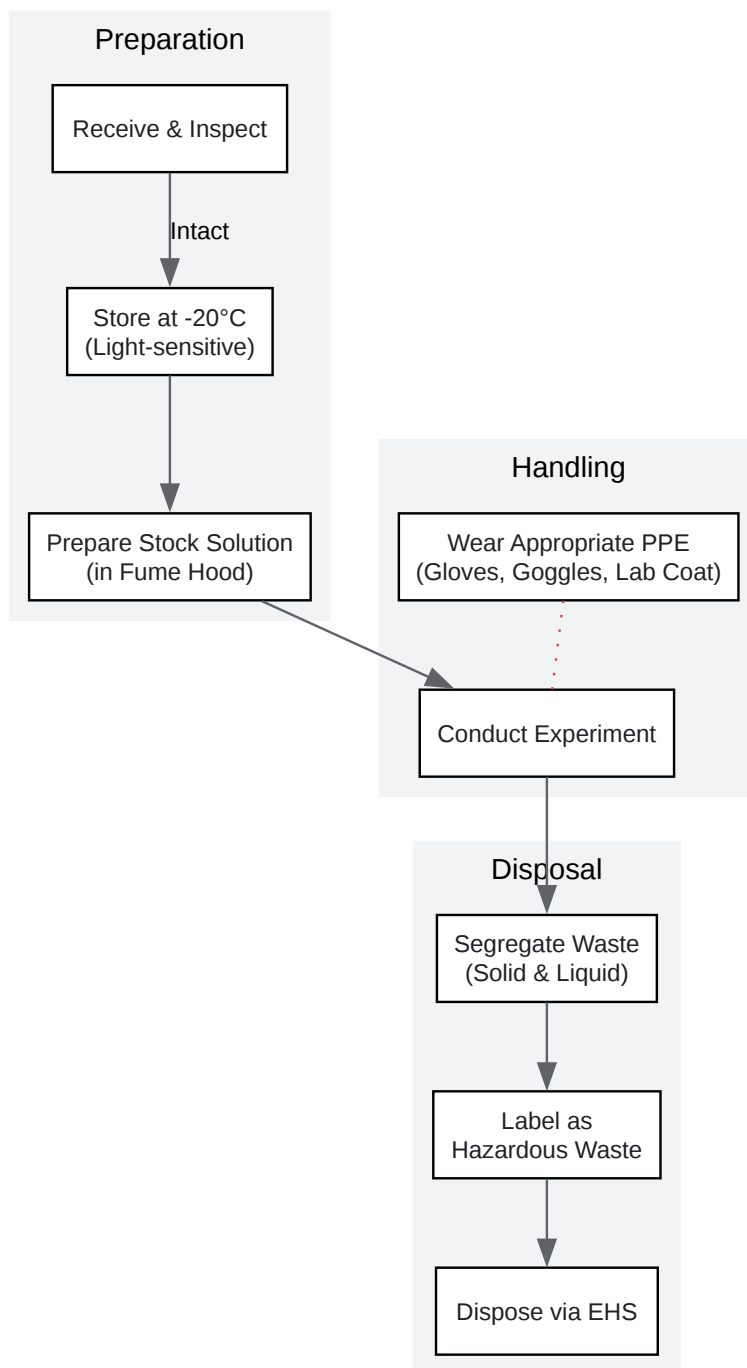 Preparation
Receive & Inspect
Intact
Store at -20°C
(Light-sensitive)
Prepare Stock Solution
(in Fume Hood)
Handling
Wear Appropriate PPE
(Gloves, Goggles, Lab Coat)
Conduct Experiment
Disposal
Segregate Waste
(Solid & Liquid)
Label as
Hazardous Waste
Dispose via EHS